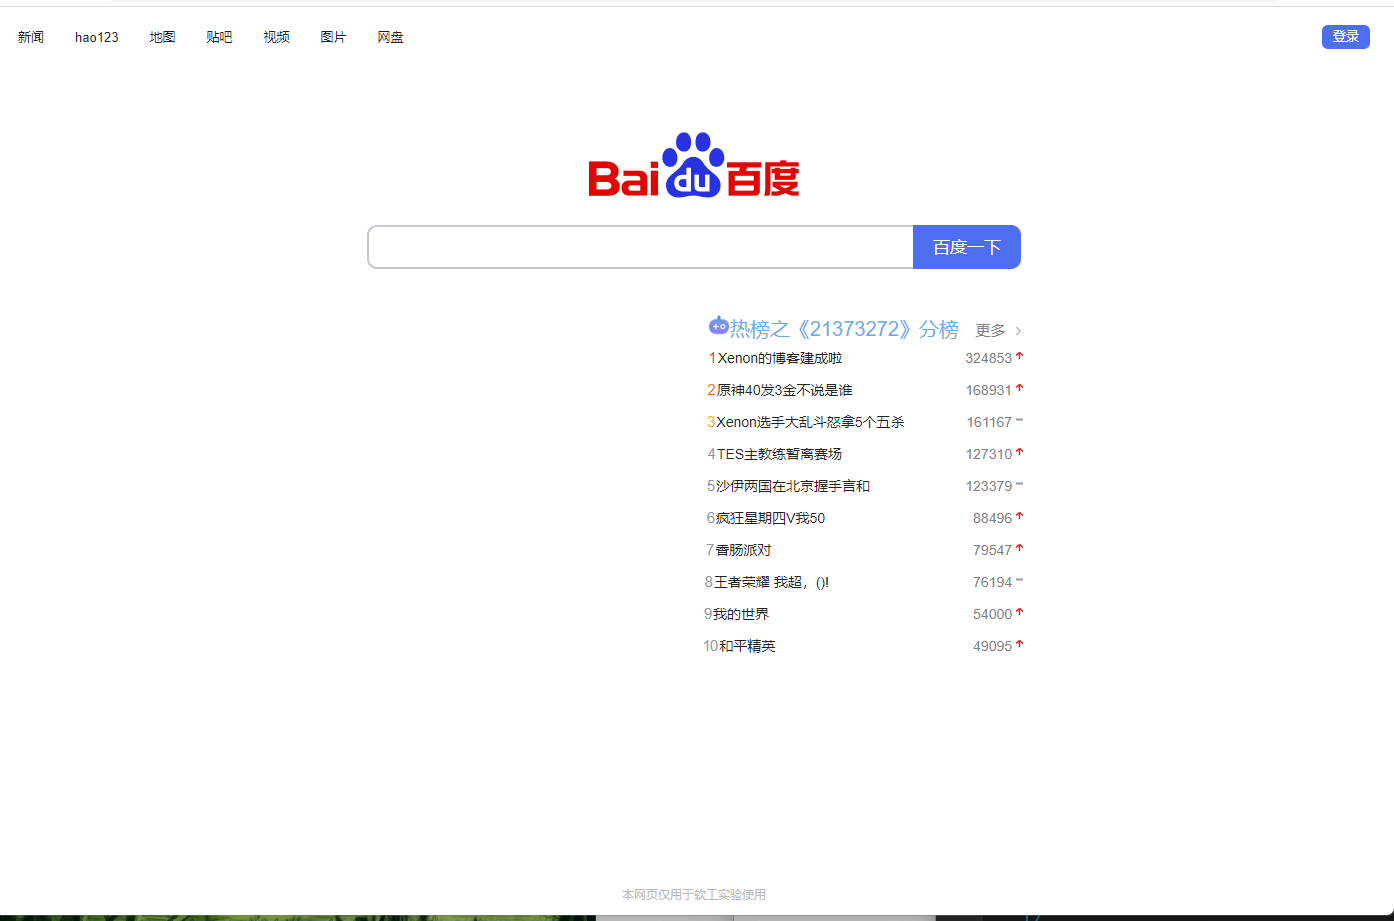 新闻 hao123 地图 贴吧 视频 图片 网盘 登录
Bai du 百度
百度一下
热榜之《21373272》分榜 更多
1Xenon的博客建成啦 324853
2原神40发3金不说是谁 168931
3Xenon选手大乱斗怒拿5个五杀 161167
4TES主教练暂离赛场 127310
5沙伊两国在北京握手言和 123379
6疯狂星期四V我50 88496
7香肠派对 79547
8王者荣耀 我超，()! 76194
9我的世界 54000
10和平精英 49095
本网页仅用于软工实验使用